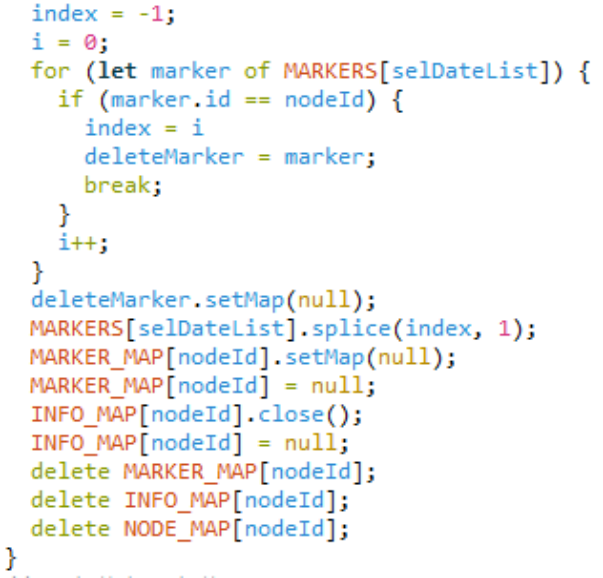 index = -1;
i = 0;
for (let marker of MARKERS[selDateList]) {
if (marker.id == nodeId) {
index = i
deleteMarker = marker;
break;
}
i++;
}
deleteMarker.setMap(null);
MARKERS[selDateList].splice(index, 1);
MARKER_MAP[nodeId].setMap(null);
MARKER_MAP[nodeId] = null;
INFO_MAP[nodeId].close();
INFO_MAP[nodeId] = null;
delete MARKER_MAP[nodeId];
delete INFO_MAP[nodeId];
delete NODE_MAP[nodeId];
}